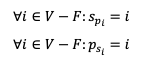 ∀i ∈ V − F: s_{p_i} = i
∀i ∈ V − F: p_{s_i} = i